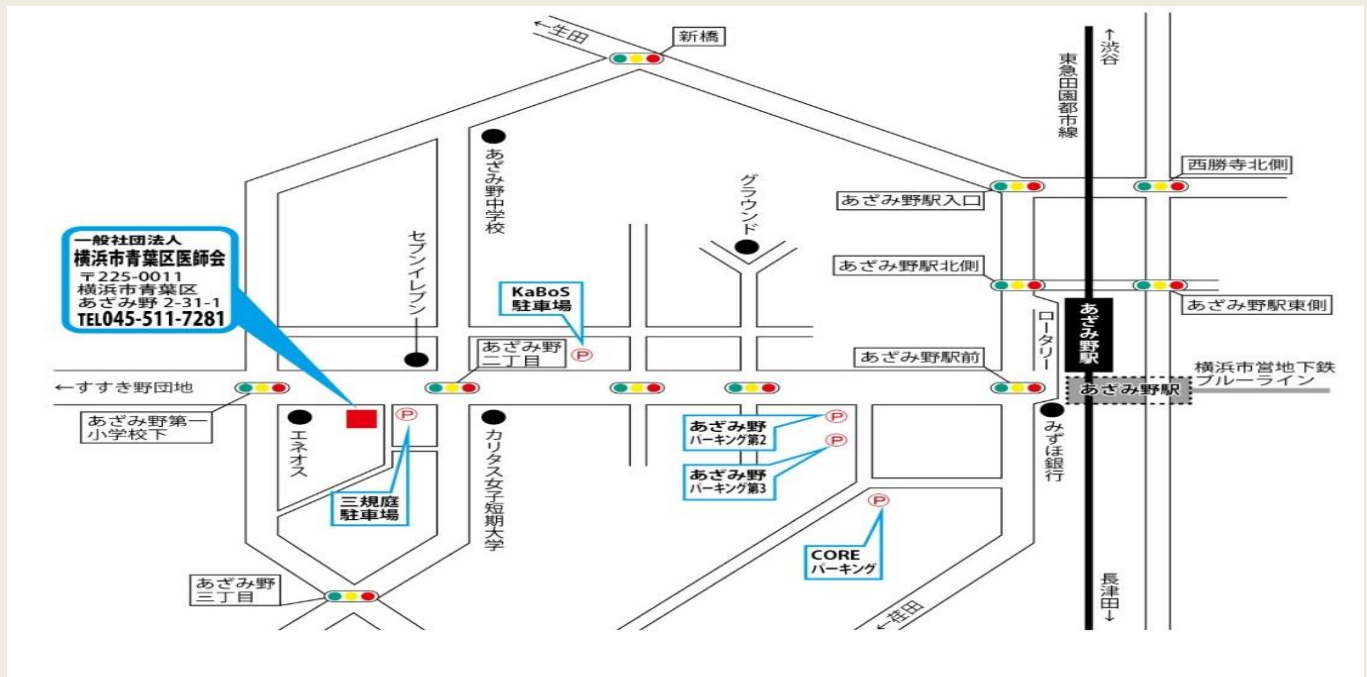 ←生田
新橋
↑渋谷
東急田園都市線
あざみ野中学校
グラウンド
西勝寺北側
あざみ野駅入口
一般社団法人
横浜市青葉区医師会
〒225-0011
横浜市青葉区
あざみ野 2-31-1
TEL045-511-7281
セブンイレブン
KaBoS
駐車場
あざみ野駅北側
あざみ野駅東側
ロータリー
あざみ野駅
あざみ野
二丁目
P
あざみ野駅前
横浜市営地下鉄
ブルーライン
←すすき野団地
あざみ野駅
あざみ野第一
小学校下
エネオス
P
カリタス女子短期大学
あざみ野
パーキング第2
P
みずほ銀行
あざみ野
パーキング第3
P
三規庭
駐車場
P
CORE
パーキング
あざみ野
三丁目
←荏田
長津田↓